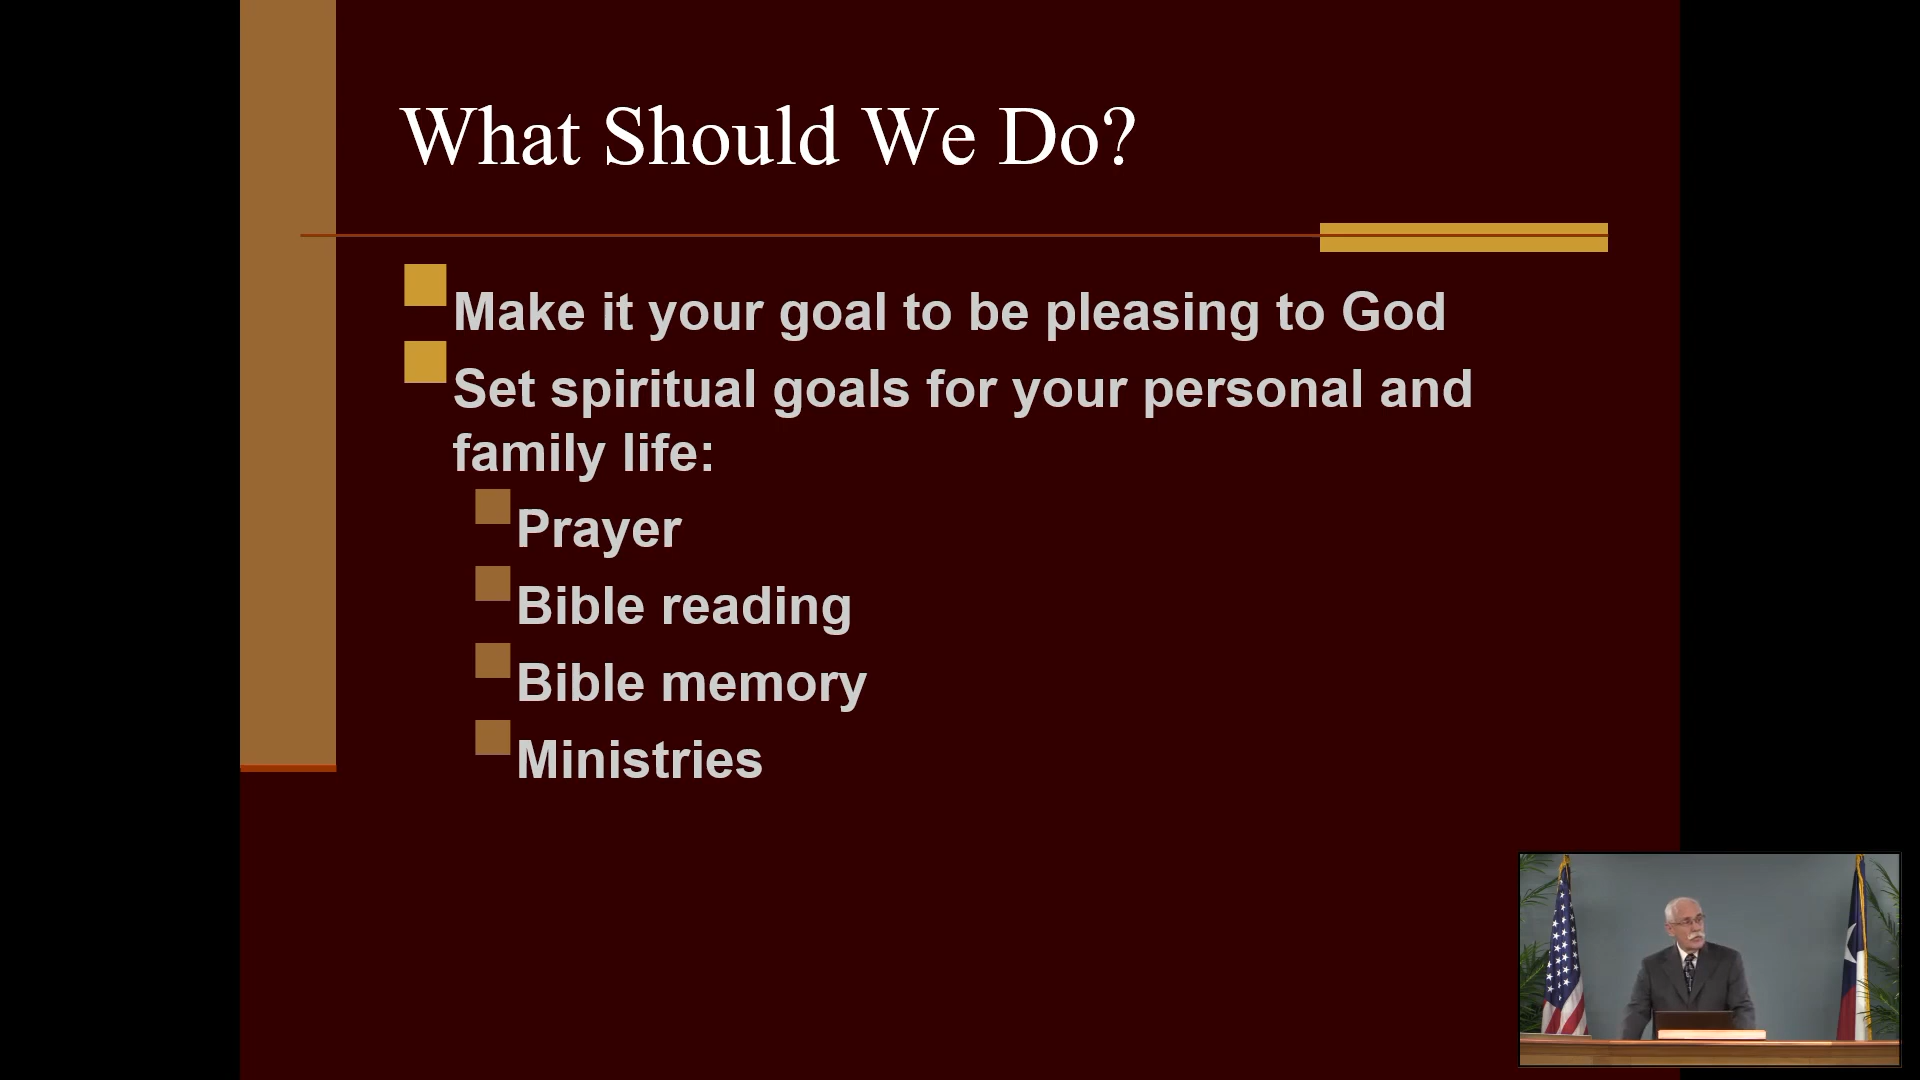 What Should We Do?
Make it your goal to be pleasing to God
Set spiritual goals for your personal and
family life:
Prayer
Bible reading
Bible memory
Ministries